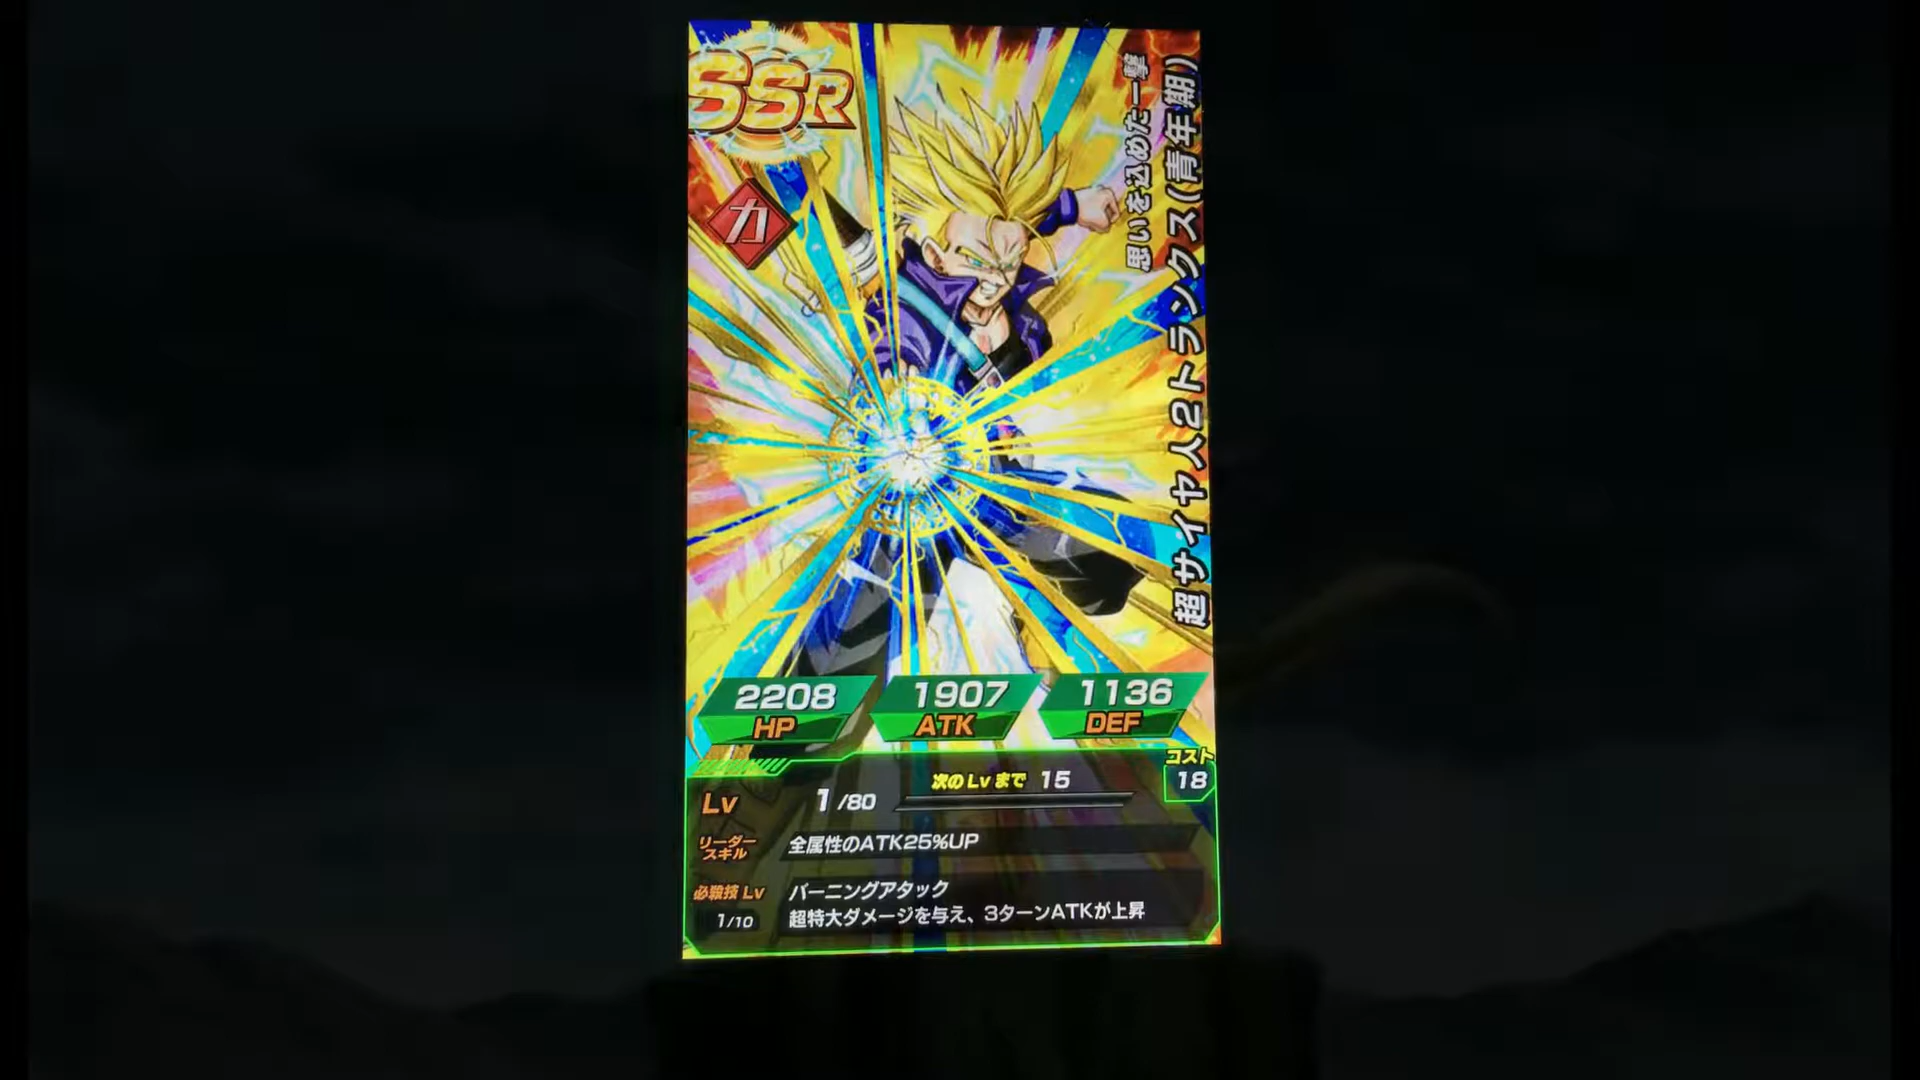 SSR
力
思いを込めた一撃
超サイヤ人2トランクス(青年期)
2208
HP
1907
ATK
1136
DEF
コスト
18
次のLvまで 15
Lv 1/80
リーダースキル
全属性のATK25%UP
必殺技Lv
1/10
バーニングアタック
超特大ダメージを与え、3ターンATKが上昇